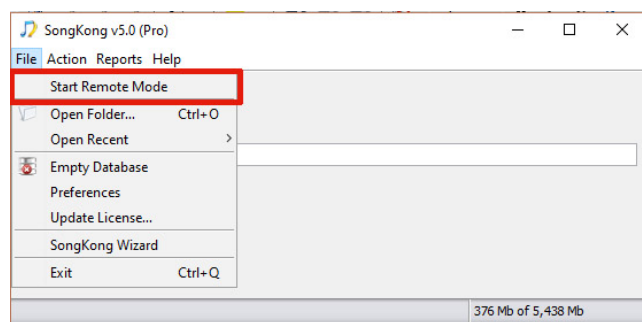 SongKong v5.0 (Pro)
File Action Reports Help
Start Remote Mode
Open Folder... Ctrl+O
Open Recent
Empty Database
Preferences
Update License...
SongKong Wizard
Exit Ctrl+Q
376 Mb of 5,438 Mb